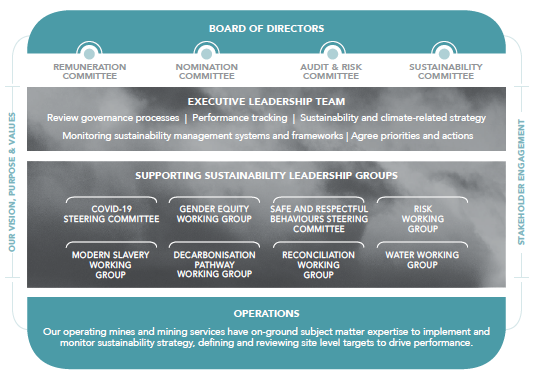 BOARD OF DIRECTORS
REMUNERATION
COMMITTEE
NOMINATION
COMMITTEE
AUDIT & RISK
COMMITTEE
SUSTAINABILITY
COMMITTEE
EXECUTIVE LEADERSHIP TEAM
Review governance processes | Performance tracking | Sustainability and climate-related strategy
Monitoring sustainability management systems and frameworks | Agree priorities and actions
SUPPORTING SUSTAINABILITY LEADERSHIP GROUPS
COVID-19
STEERING COMMITTEE
GENDER EQUITY
WORKING GROUP
SAFE AND RESPECTFUL
BEHAVIOURS STEERING
COMMITTEE
RISK
WORKING
GROUP
MODERN SLAVERY
WORKING
GROUP
DECARBONISATION
PATHWAY
WORKING GROUP
RECONCILIATION
WORKING
GROUP
WATER WORKING
GROUP
OPERATIONS
Our operating mines and mining services have on-ground subject matter expertise to implement and
monitor sustainability strategy, defining and reviewing site level targets to drive performance.
OUR VISION, PURPOSE & VALUES
STAKEHOLDER ENGAGEMENT